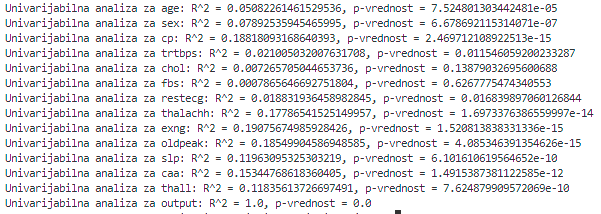 Univarijabilna analiza za age: R^2 = 0.05082261461529536, p-vrednost = 7.524801303442481e-05
Univarijabilna analiza za sex: R^2 = 0.07892535945465995, p-vrednost = 6.678692115314071e-07
Univarijabilna analiza za cp: R^2 = 0.18818093168640393, p-vrednost = 2.469712108922513e-15
Univarijabilna analiza za trtbps: R^2 = 0.021005032007631708, p-vrednost = 0.011546059200233287
Univarijabilna analiza za chol: R^2 = 0.007265705044653736, p-vrednost = 0.13879032695600688
Univarijabilna analiza za fbs: R^2 = 0.0007865646692751804, p-vrednost = 0.6267775474340553
Univarijabilna analiza za restecg: R^2 = 0.018831936458982845, p-vrednost = 0.016839897060126844
Univarijabilna analiza za thalachh: R^2 = 0.17786541525149957, p-vrednost = 1.6973376386559997e-14
Univarijabilna analiza za exng: R^2 = 0.19075674985928426, p-vrednost = 1.520813838331336e-15
Univarijabilna analiza za oldpeak: R^2 = 0.18549904586948585, p-vrednost = 4.085346391354626e-15
Univarijabilna analiza za slp: R^2 = 0.11963095325303219, p-vrednost = 6.101610619564652e-10
Univarijabilna analiza za caa: R^2 = 0.15344768618360405, p-vrednost = 1.4915387381122585e-12
Univarijabilna analiza za thall: R^2 = 0.11835613726697491, p-vrednost = 7.624879909572069e-10
Univarijabilna analiza za output: R^2 = 1.0, p-vrednost = 0.0